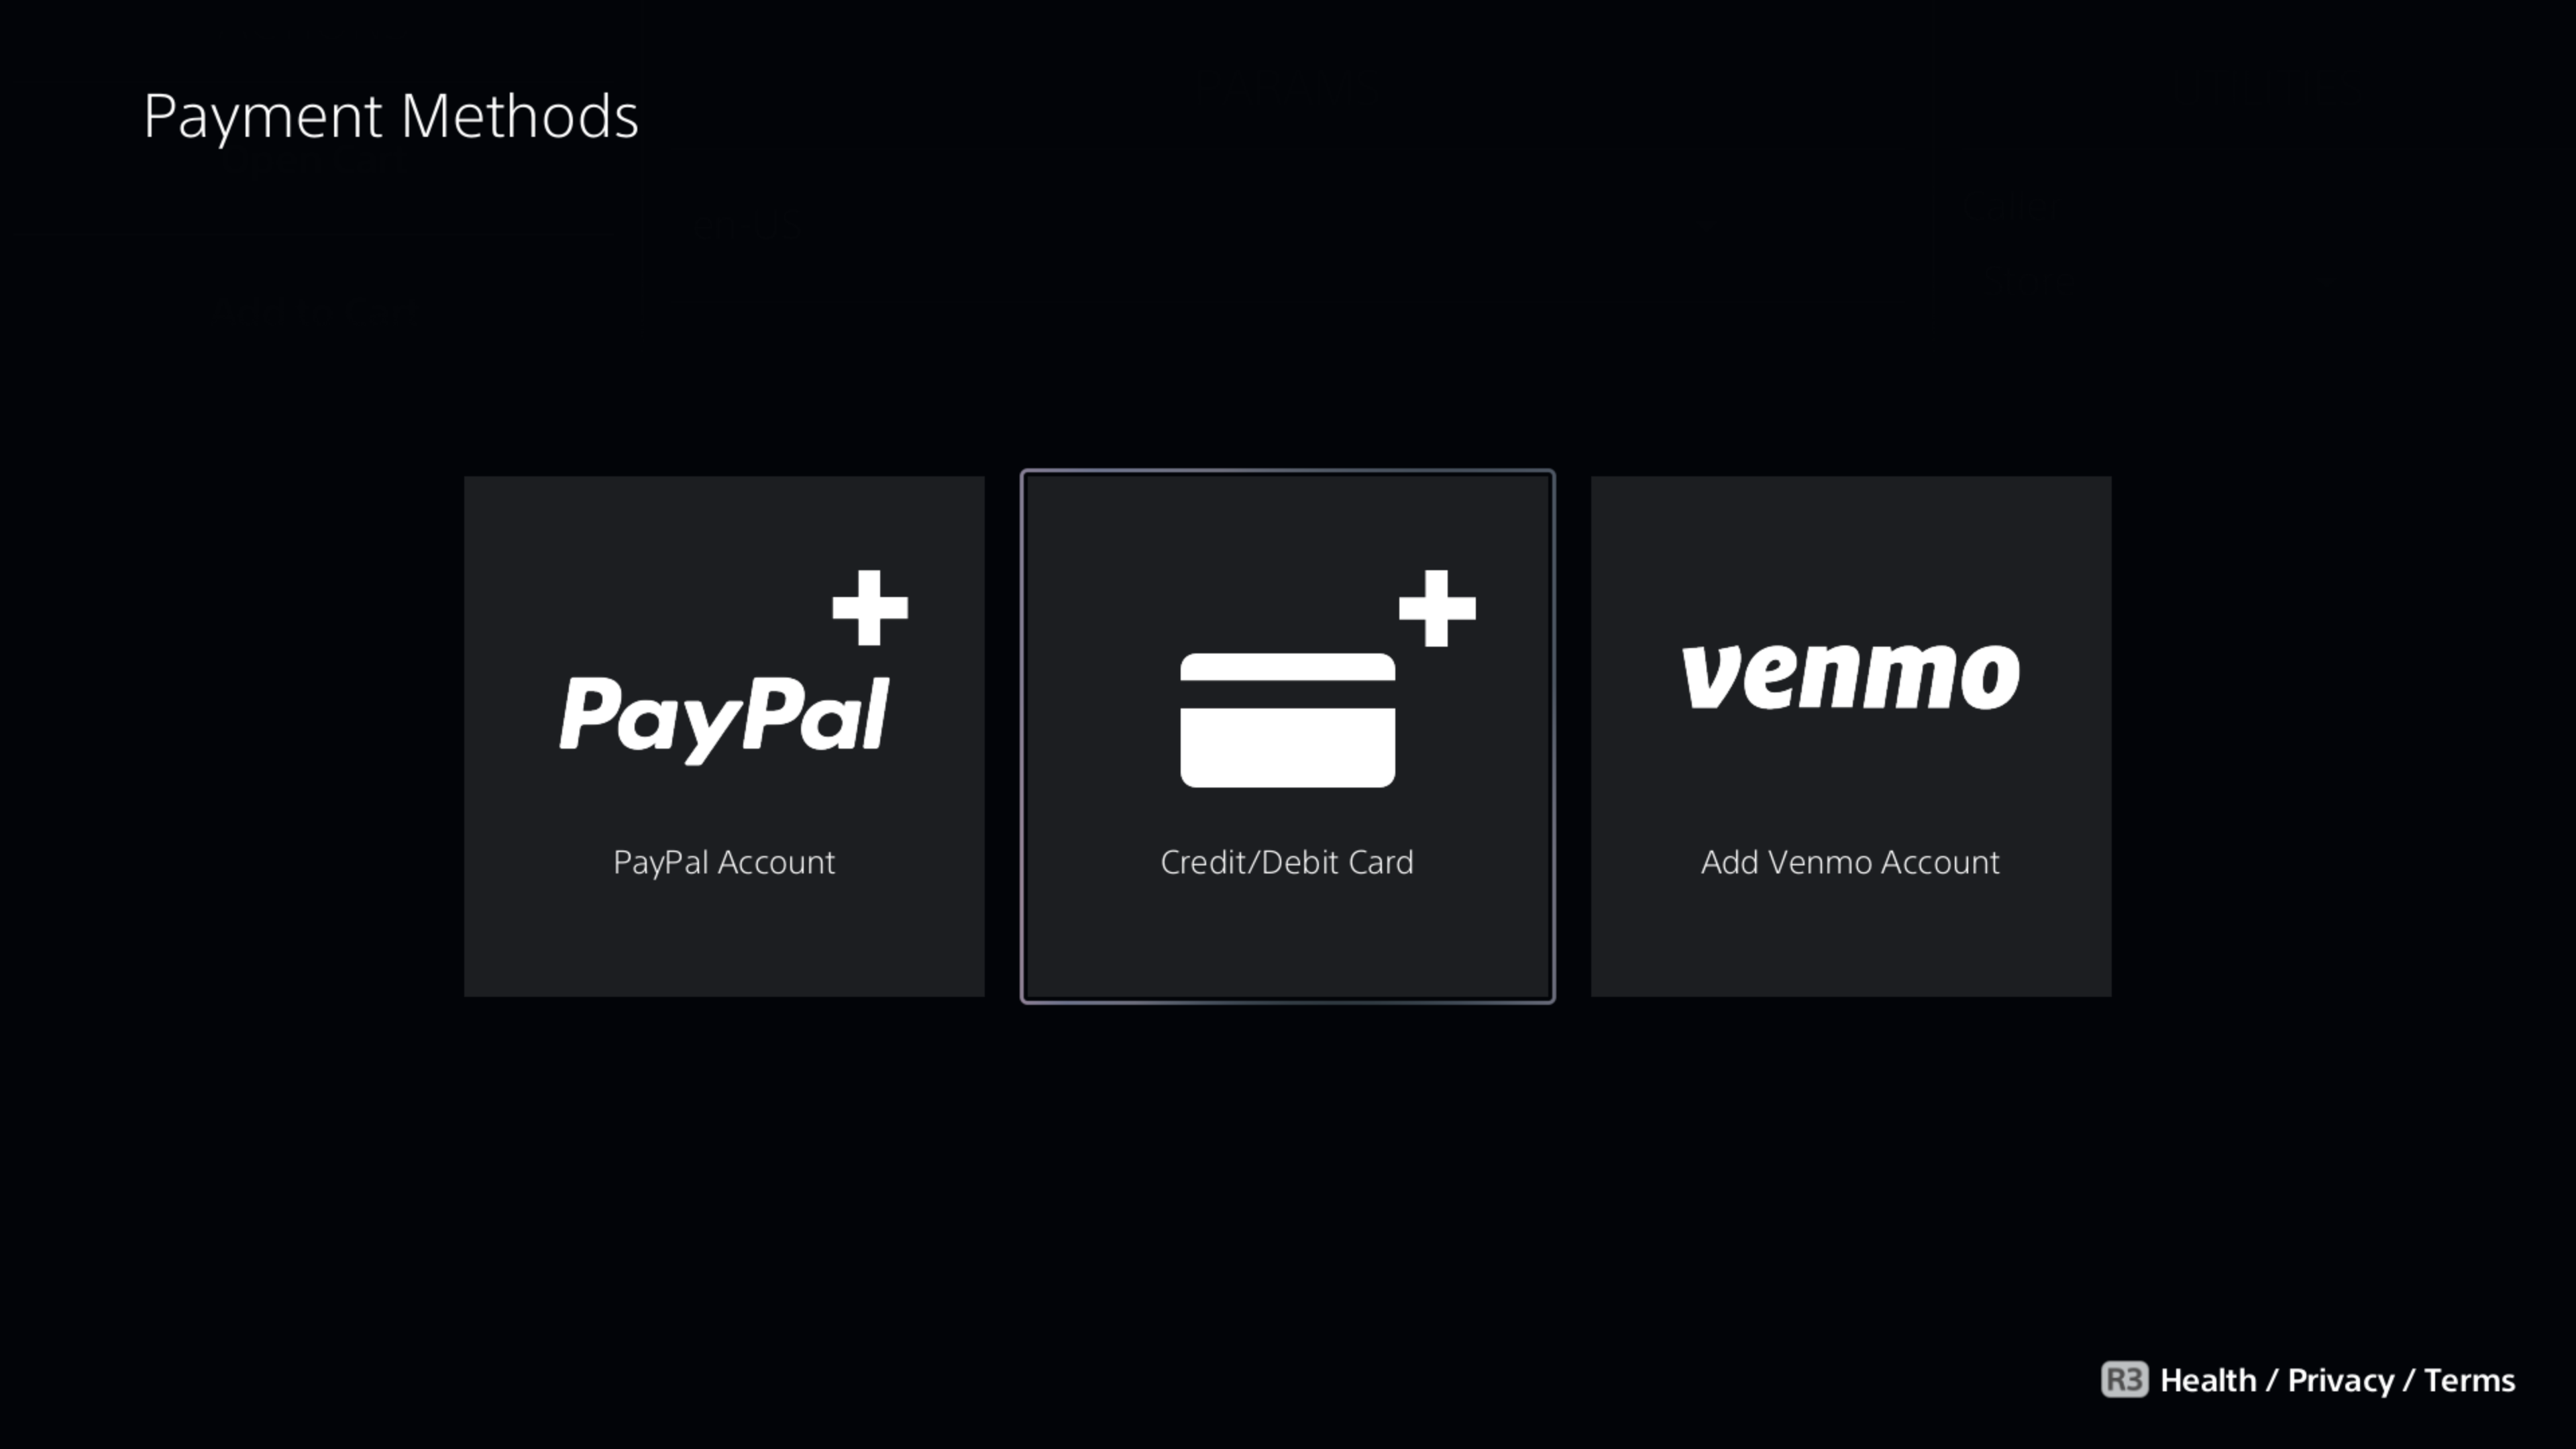 Payment Methods
PayPal
PayPal Account
Credit/Debit Card
venmo
Add Venmo Account
R3 Health / Privacy / Terms